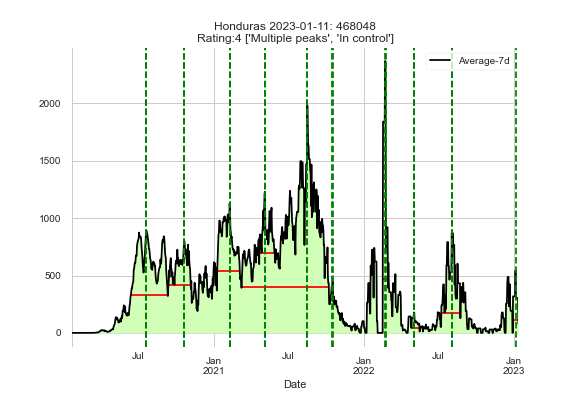 Honduras 2023-01-11: 468048
Rating:4 ['Multiple peaks', 'In control']
Average-7d
2000
1500
1000
500
0
Jul
Jan
2021
Jul
Jan
2022
Jul
Jan
2023
Date